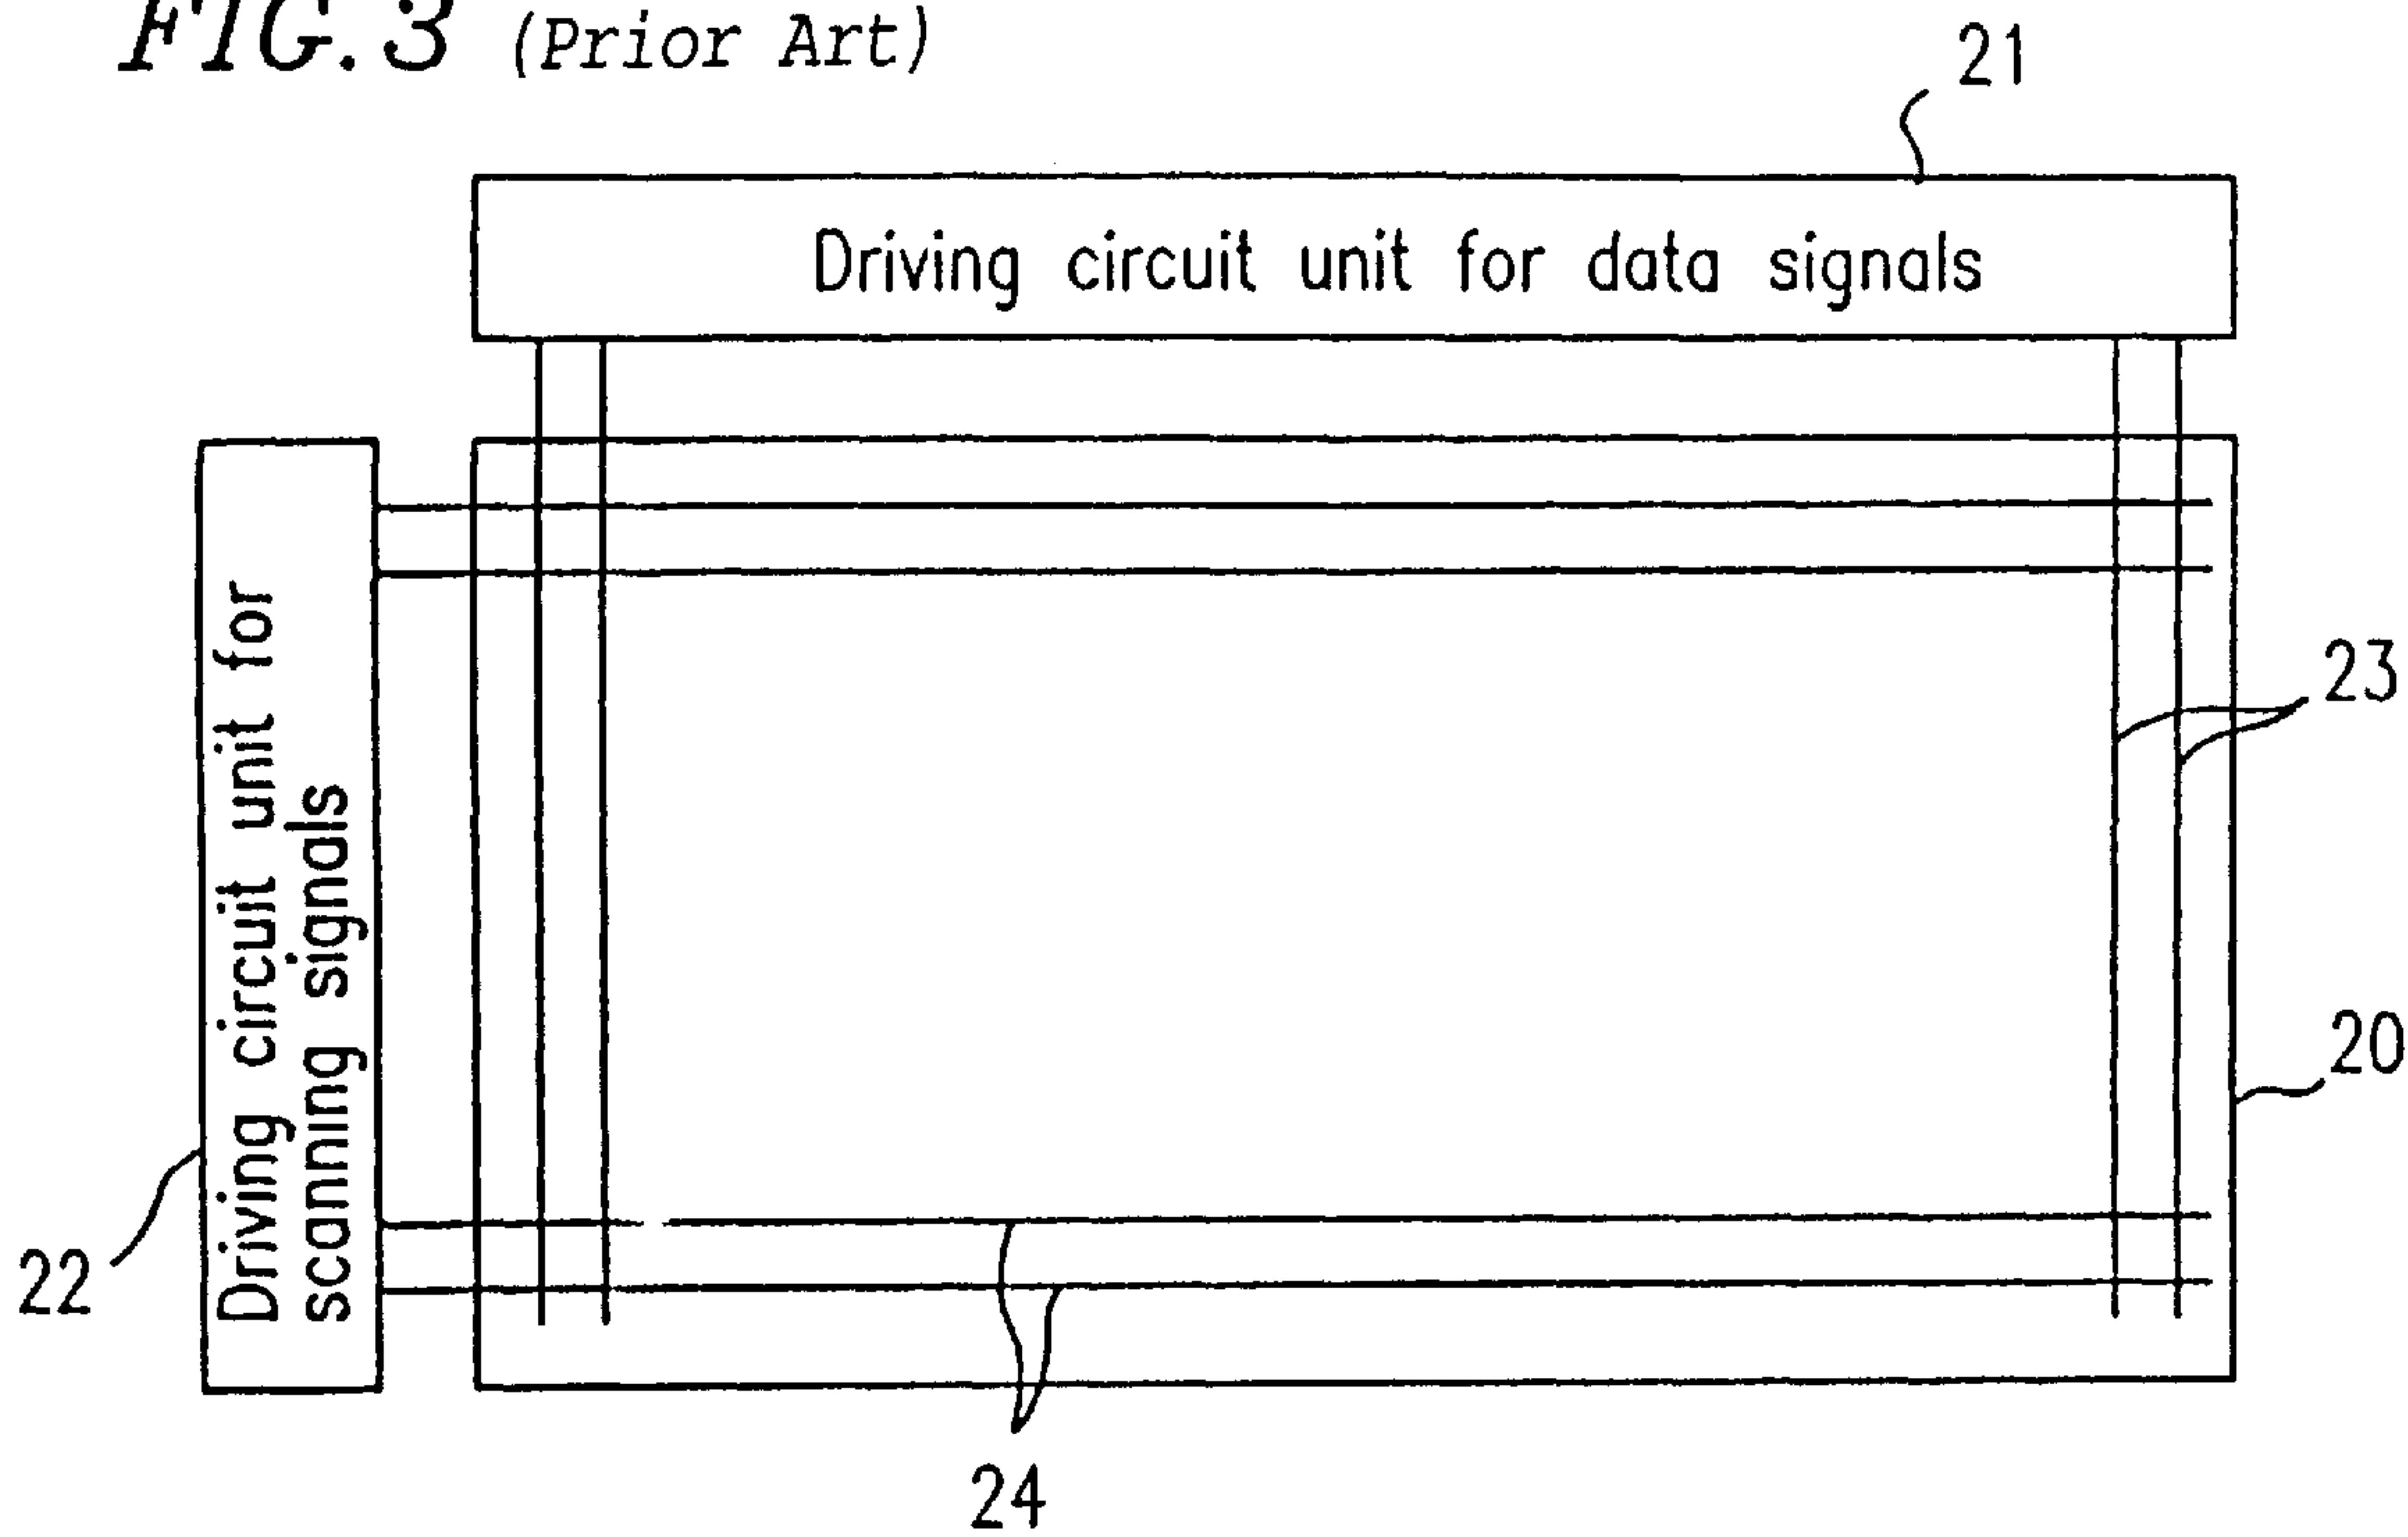 FIG. 3 (Prior Art)
21
Driving circuit unit for data signals
Driving circuit unit for
scanning signals
23
20
22
24